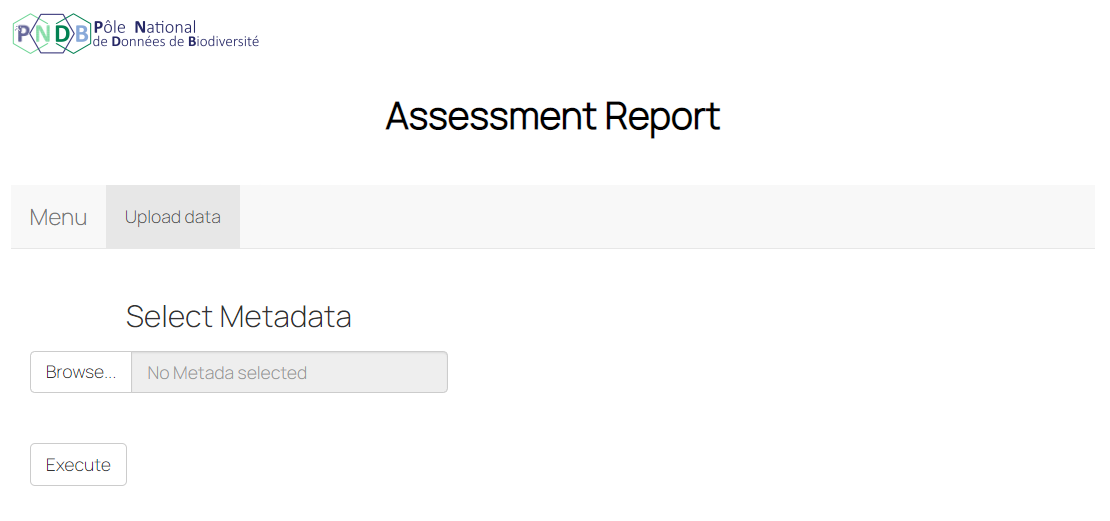 PNDB
Pôle National
de Données de Biodiversité
Assessment Report
Menu
Upload data
Select Metadata
Browse...
No Metada selected
Execute